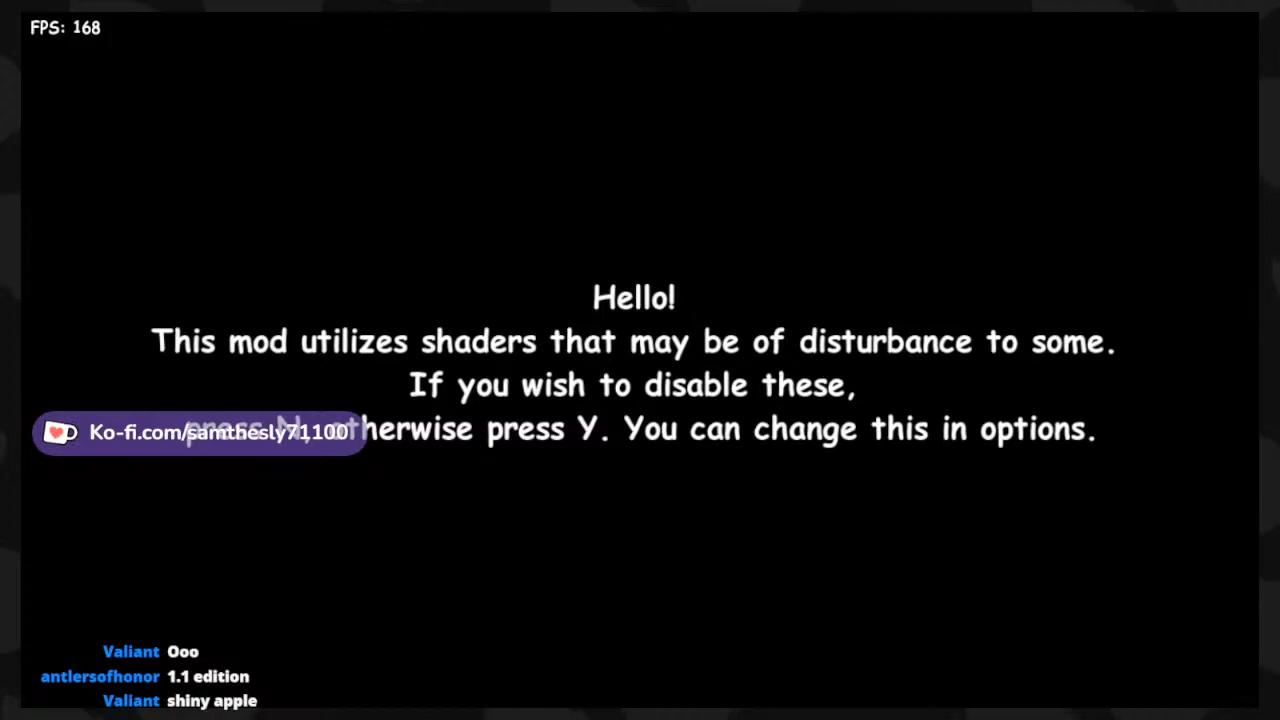 FPS: 168
Hello!
This mod utilizes shaders that may be of disturbance to some.
If you wish to disable these,
press N, otherwise press Y. You can change this in options.
Ko-fi.com/samthesly71100
Valiant Ooo
antlersofhonor 1.1 edition
Valiant shiny apple